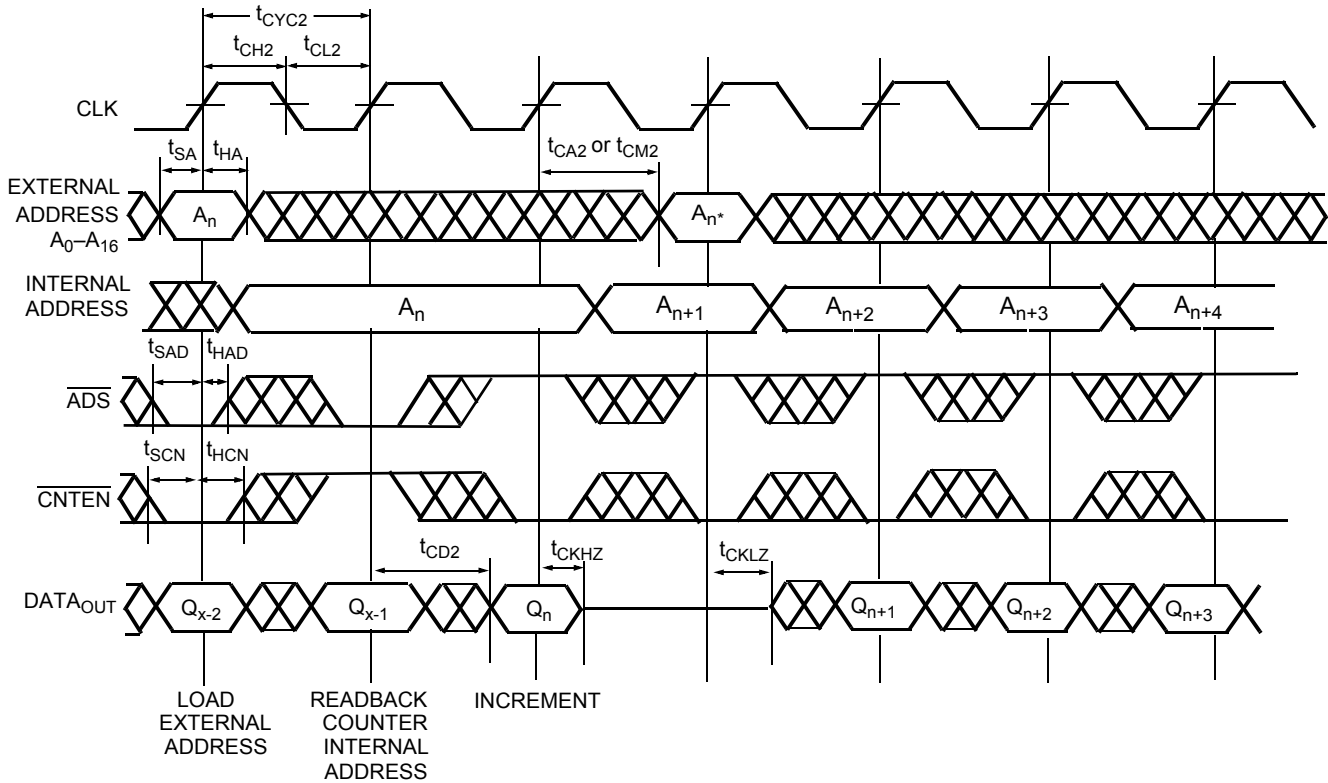 tCYC2
tCH2 tCL2
CLK
tSA tHA
tCA2 or tCM2
EXTERNAL
ADDRESS
A0–A16
An
An*
INTERNAL
ADDRESS
An An+1 An+2 An+3 An+4
tSAD tHAD
ADS
tSCN tHCN
CNTEN
tCD2 tCKHZ tCKLZ
DATAOUT
Qx-2 Qx-1 Qn Qn+1 Qn+2 Qn+3
LOAD
EXTERNAL
ADDRESS
READBACK
COUNTER
INTERNAL
ADDRESS
INCREMENT